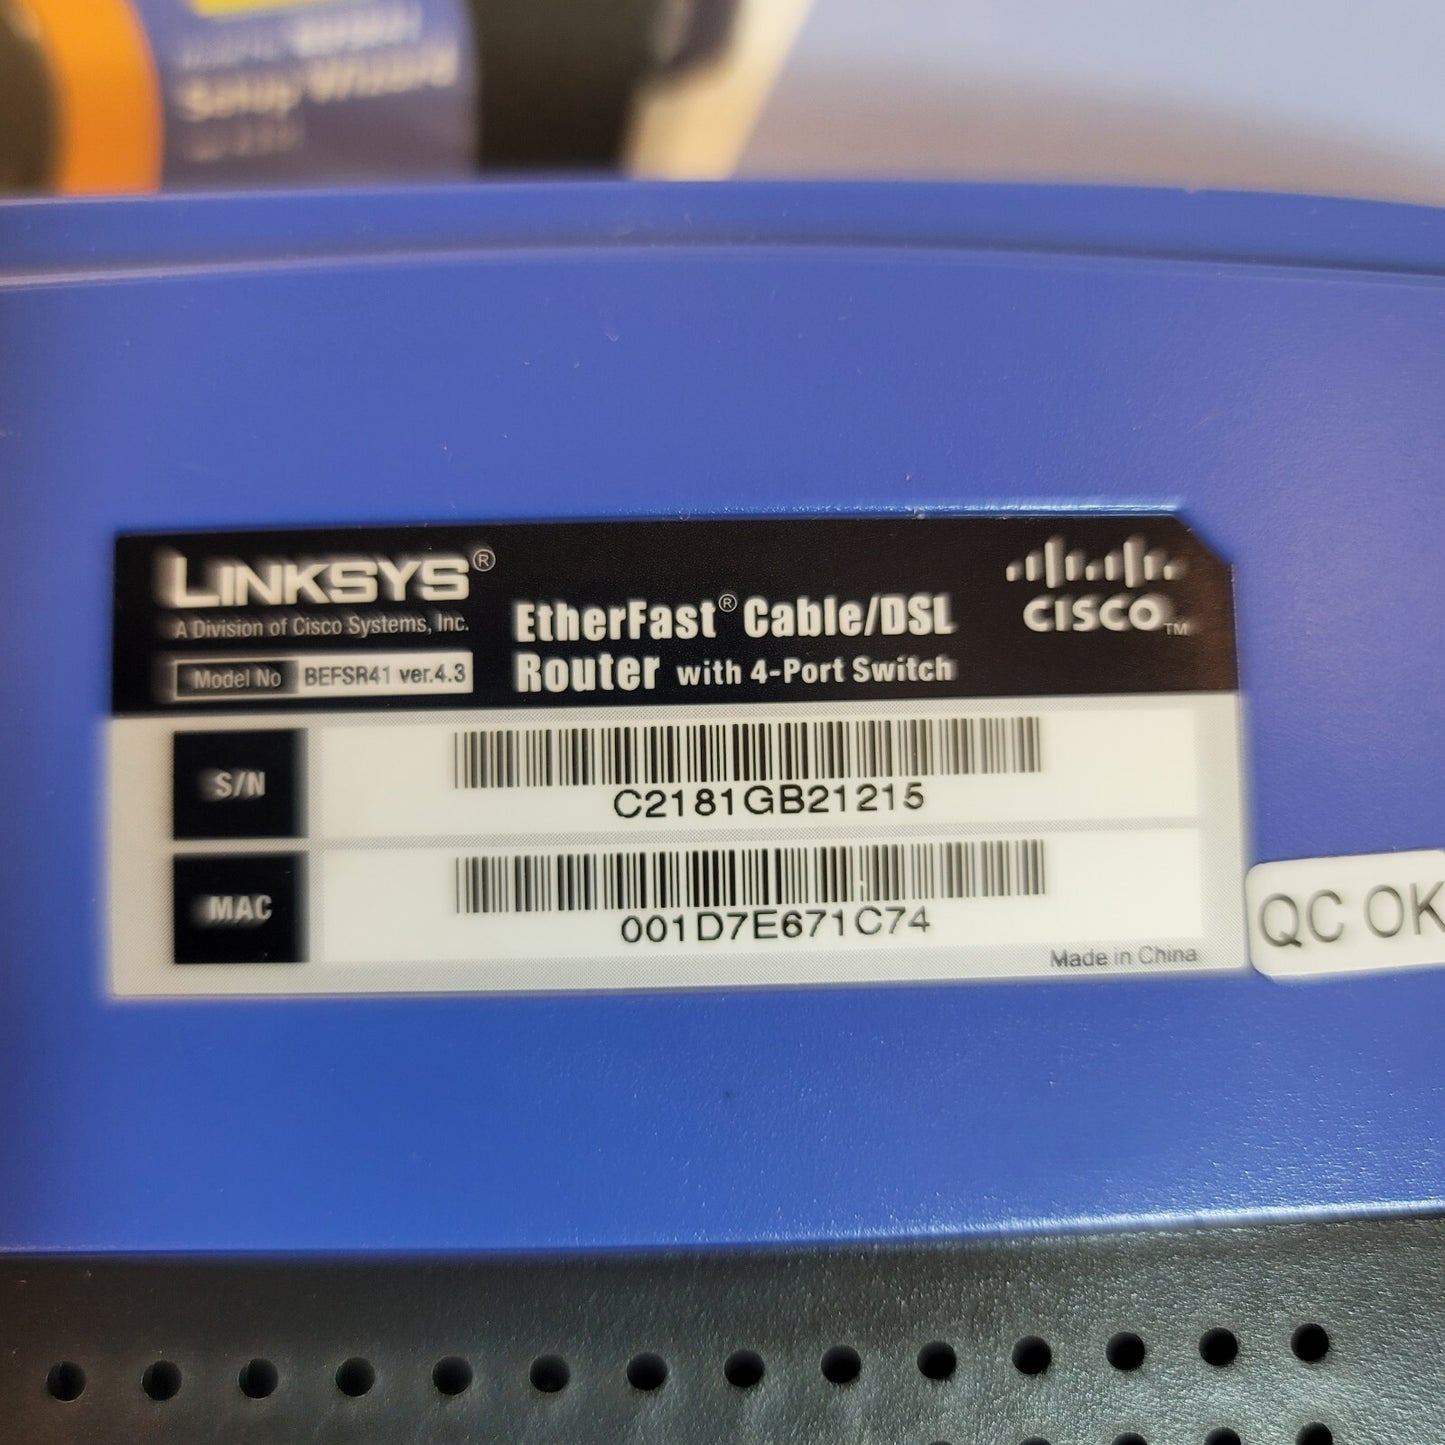 Setup Wizard
LINKSYS®
A Division of Cisco Systems, Inc.
Model No BEFSR41 ver.4.3
EtherFast® Cable/DSL
Router with 4-Port Switch
CISCO™
S/N
C2181GB21215
MAC
001D7E671C74
Made in China
QC OK